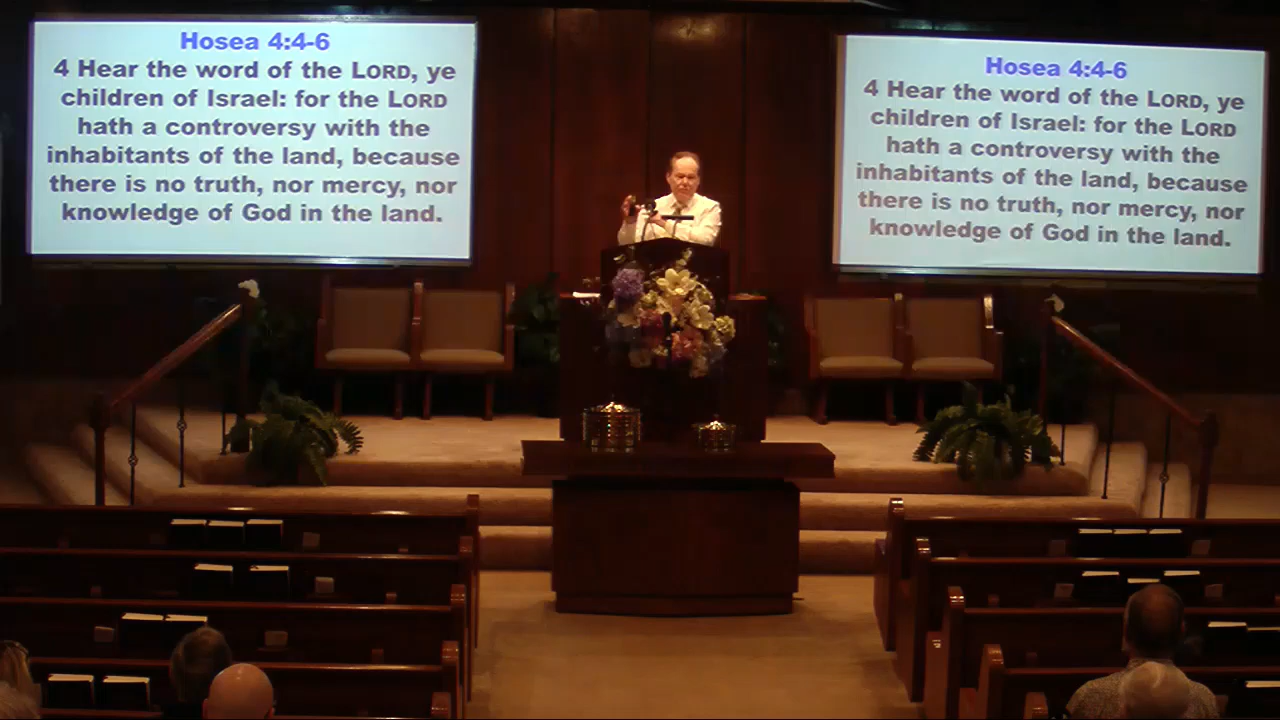 Hosea 4:4-6
4 Hear the word of the LORD, ye
children of Israel: for the LORD
hath a controversy with the
inhabitants of the land, because
there is no truth, nor mercy, nor
knowledge of God in the land.
Hosea 4:4-6
4 Hear the word of the LORD, ye
children of Israel: for the LORD
hath a controversy with the
inhabitants of the land, because
there is no truth, nor mercy, nor
knowledge of God in the land.